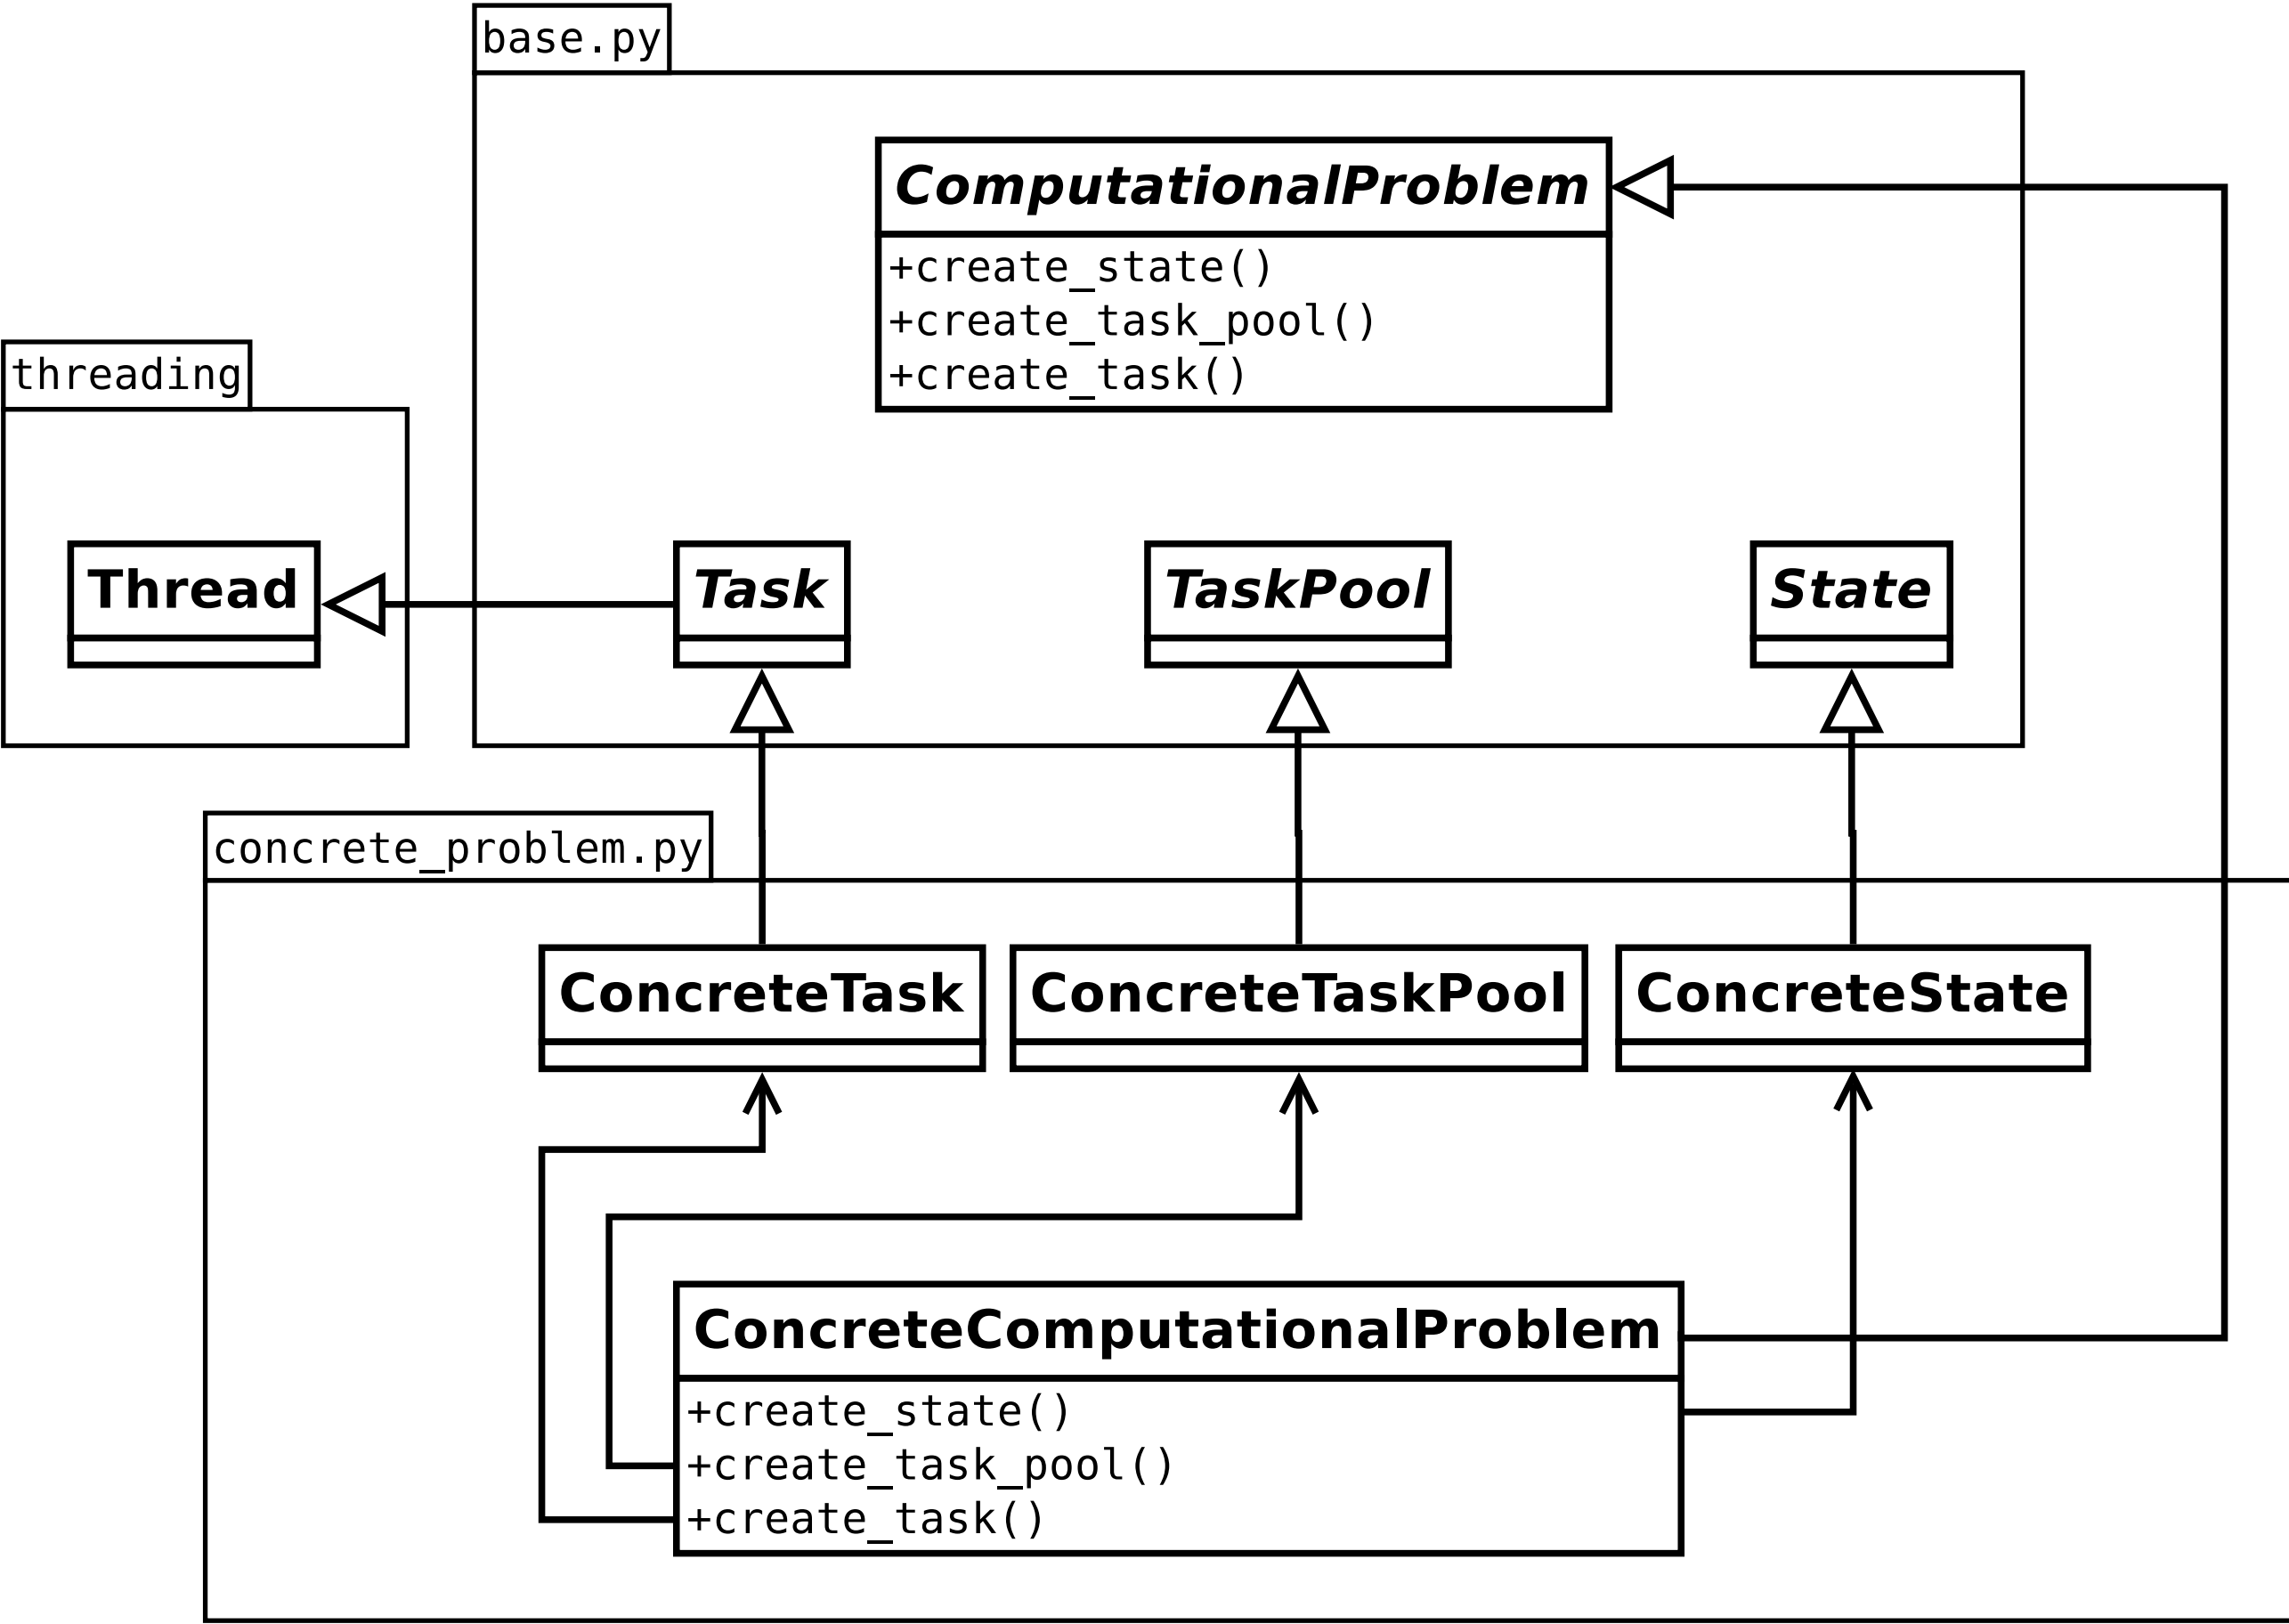 base.py
ComputationalProblem
+create_state()
+create_task_pool()
+create_task()
threading
Thread
Task
TaskPool
State
concrete_problem.py
ConcreteTask
ConcreteTaskPool
ConcreteState
ConcreteComputationalProblem
+create_state()
+create_task_pool()
+create_task()